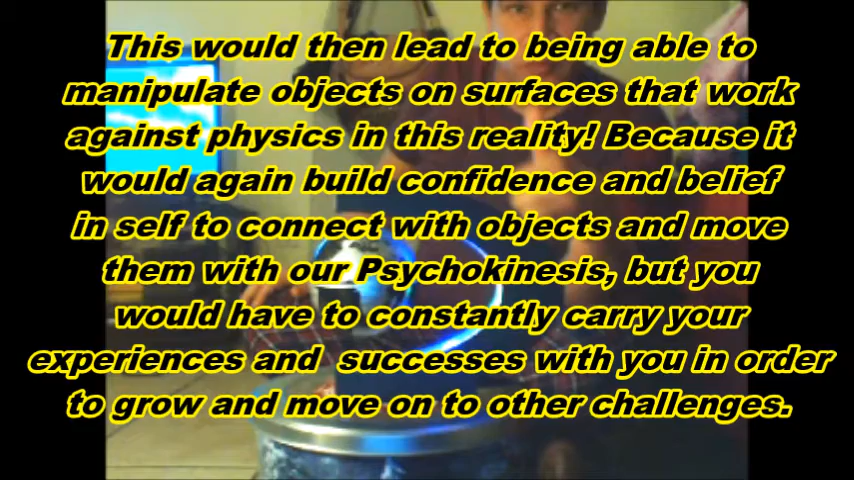 This would then lead to being able to
manipulate objects on surfaces that work
against physics in this reality! Because it
would again build confidence and belief
in self to connect with objects and move
them with our Psychokinesis, but you
would have to constantly carry your
experiences and  successes with you in order
to grow and move on to other challenges.